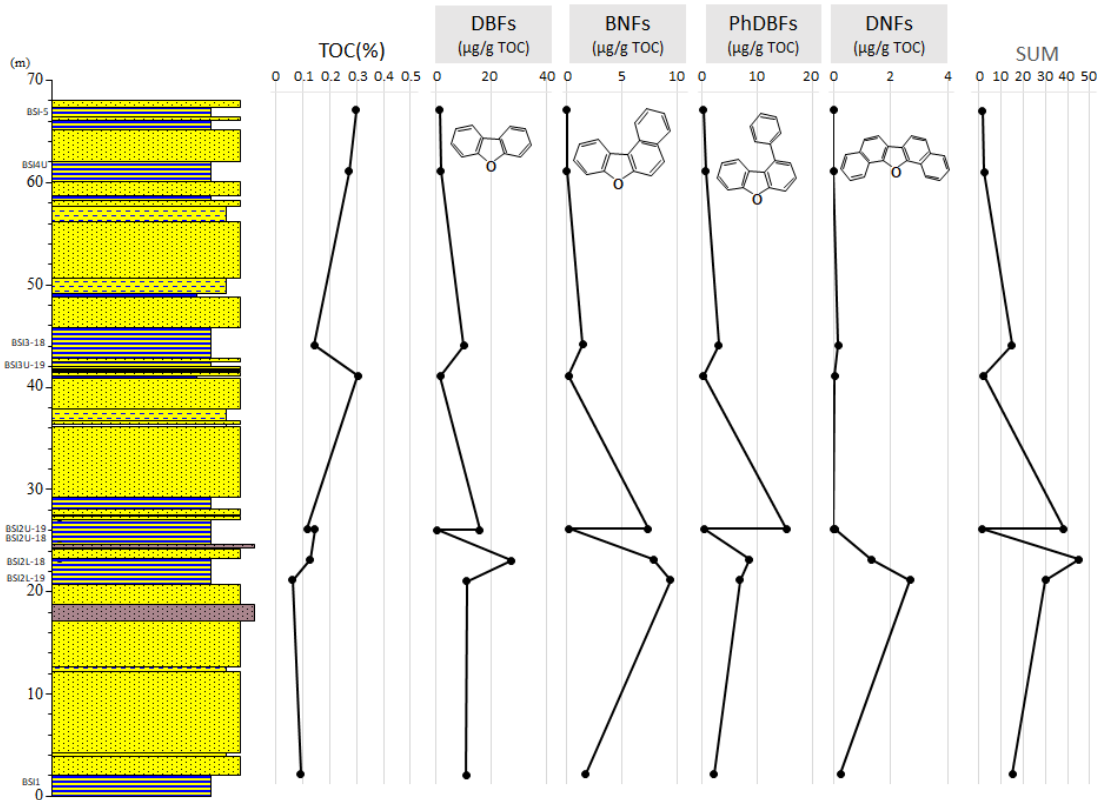 DBFs
(µg/g TOC)
BNFs
(µg/g TOC)
PhDBFs
(µg/g TOC)
DNFs
(µg/g TOC)
TOC(%)
SUM
(m)
0 0.1 0.2 0.3 0.4 0.5
0 20 40
0 5 10
0 10 20
0 2 4
0 10 20 30 40 50
70
BSI-5
BSI4U
60
50
BSI3-18
BSI3U-19
40
30
BSI2U-19
BSI2U-18
BSI2L-18
BSI2L-19
20
10
BSI1
0
O
O
O
O